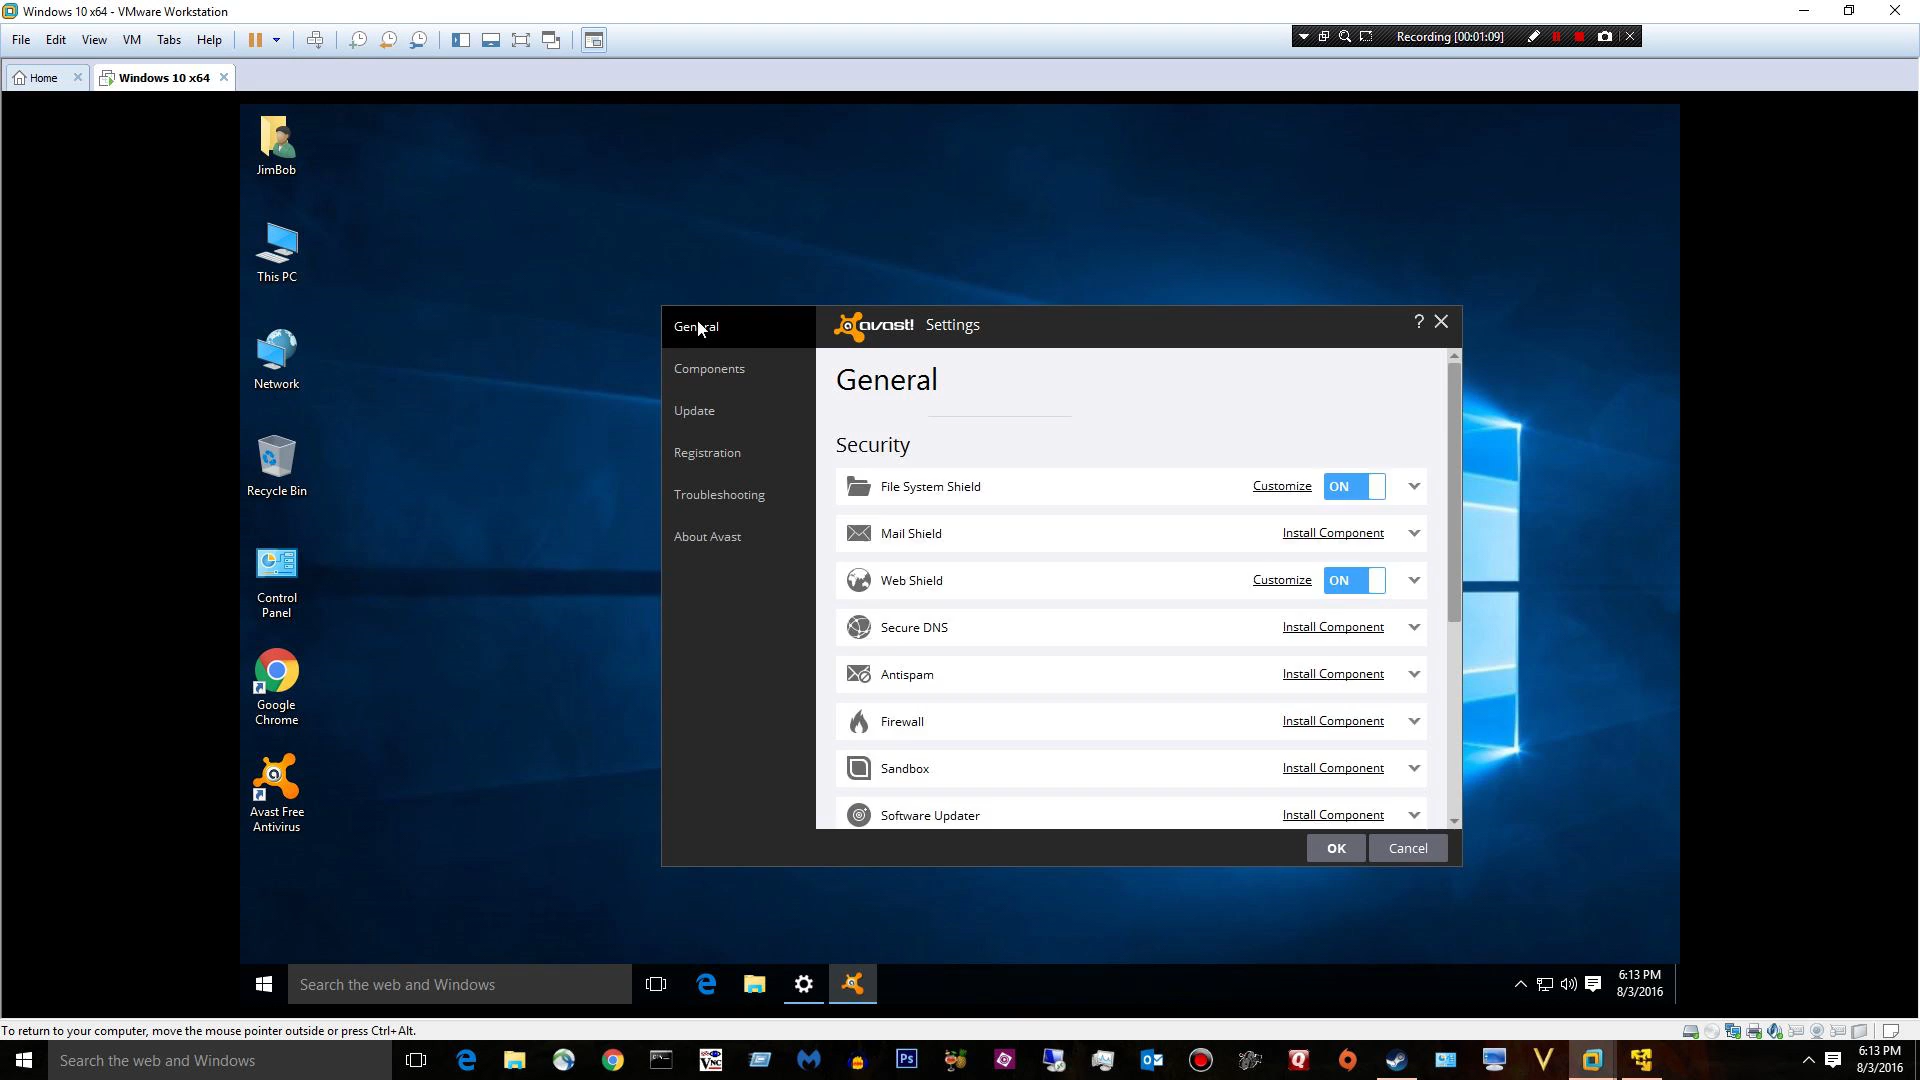 Windows 10 x64 - VMware Workstation
File Edit View VM Tabs Help
Recording [00:01:09]
Home
Windows 10 x64
JimBob
This PC
Network
Recycle Bin
Control
Panel
Google
Chrome
Avast Free
Antivirus
General
Components
Update
Registration
Troubleshooting
About Avast
avast! Settings
?
General
Security
File System Shield Customize ON
Mail Shield Install Component
Web Shield Customize ON
Secure DNS Install Component
Antispam Install Component
Firewall Install Component
Sandbox Install Component
Software Updater Install Component
OK Cancel
Search the web and Windows
6:13 PM
8/3/2016
To return to your computer, move the mouse pointer outside or press Ctrl+Alt.
Search the web and Windows
VNC
Ps
6:13 PM
8/3/2016